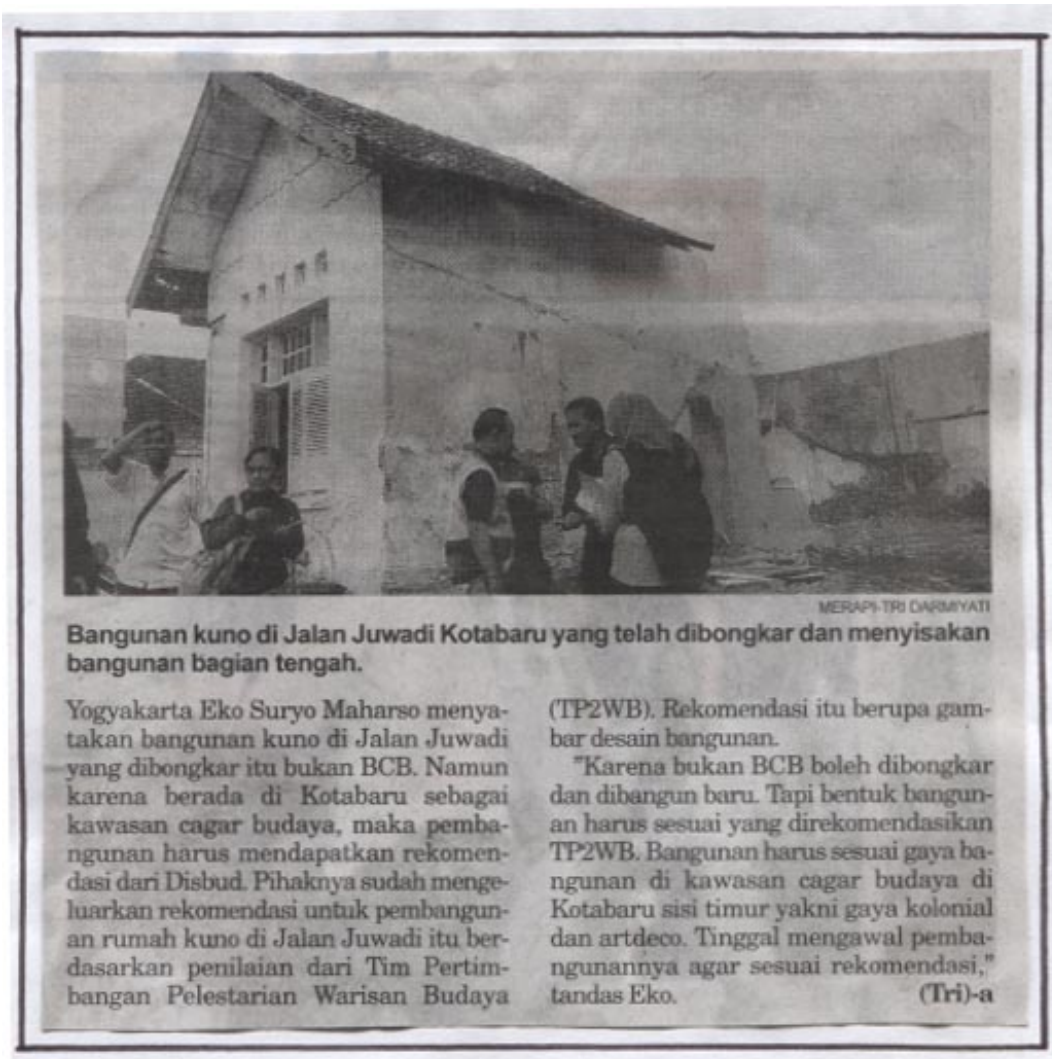 MERAPI-TRI DARMIYATI
Bangunan kuno di Jalan Juwadi Kotabaru yang telah dibongkar dan menyisakan
bangunan bagian tengah.
Yogyakarta Eko Suryo Maharso menya-
takan bangunan kuno di Jalan Juwadi
yang dibongkar itu bukan BCB. Namun
karena berada di Kotabaru sebagai
kawasan cagar budaya, maka pemba-
ngunan harus mendapatkan rekomen-
dasi dari Disbud. Pihaknya sudah menge-
luarkan rekomendasi untuk pembangun-
an rumah kuno di Jalan Juwadi itu ber-
dasarkan penilaian dari Tim Pertim-
bangan Pelestarian Warisan Budaya
(TP2WB). Rekomendasi itu berupa gam-
bar desain bangunan.
"Karena bukan BCB boleh dibongkar
dan dibangun baru. Tapi bentuk bangun-
an harus sesuai yang direkomendasikan
TP2WB. Bangunan harus sesuai gaya ba-
ngunan di kawasan cagar budaya di
Kotabaru sisi timur yakni gaya kolonial
dan artdeco. Tinggal mengawal pemba-
ngunannya agar sesuai rekomendasi,"
tandas Eko. (Tri)-a